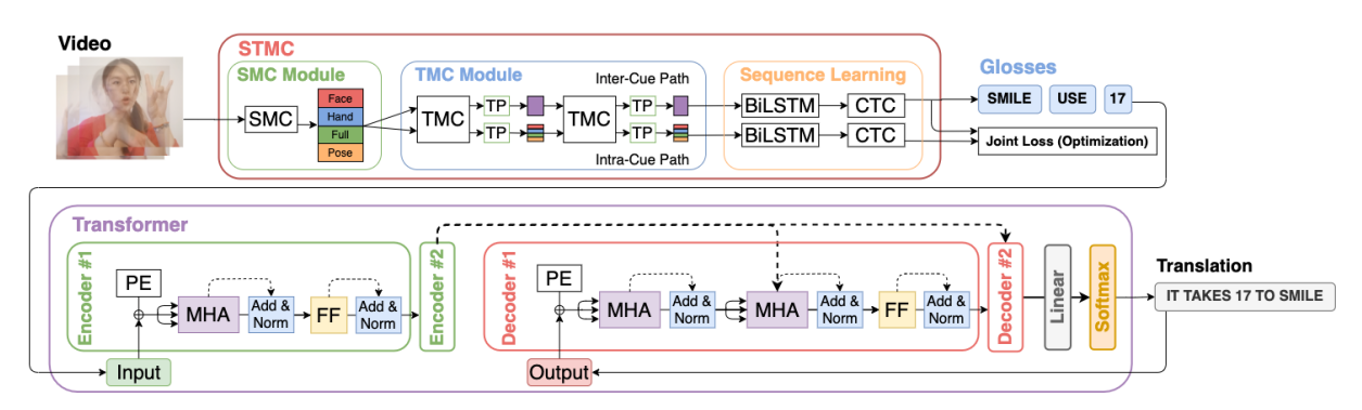 Video
STMC
SMC Module
SMC
Face
Hand
Full
Pose
TMC Module
Inter-Cue Path
TMC
TP
TP
TMC
TP
TP
Intra-Cue Path
Sequence Learning
BiLSTM
CTC
BiLSTM
CTC
Glosses
SMILE
USE
17
Joint Loss (Optimization)
Transformer
Encoder #1
PE
MHA
Add &
Norm
FF
Add &
Norm
Encoder #2
Input
Decoder #1
PE
MHA
Add &
Norm
MHA
Add &
Norm
FF
Add &
Norm
Decoder #2
Output
Linear
Softmax
Translation
IT TAKES 17 TO SMILE